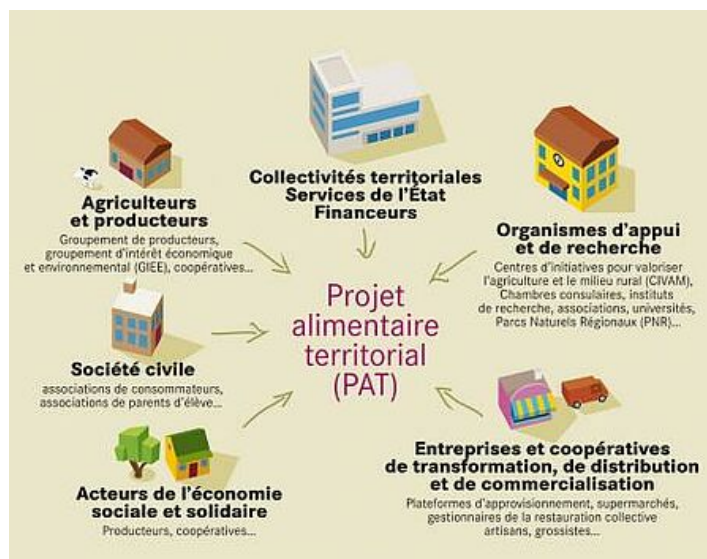 Collectivités territoriales
Services de l'État
Financeurs
Agriculteurs
et producteurs
Groupement de producteurs,
groupement d'intérêt économique
et environnemental (GIEE), coopératives...
Organismes d'appui
et de recherche
Centres d'initiatives pour valoriser
l'agriculture et le milieu rural (CIVAM),
Chambres consulaires, instituts
de recherche, associations, universités,
Parcs Naturels Régionaux (PNR)...
Projet
alimentaire
territorial
(PAT)
Société civile
associations de consommateurs,
associations de parents d'élève...
Acteurs de l'économie
sociale et solidaire
Producteurs, coopératives...
Entreprises et coopératives
de transformation, de distribution
et de commercialisation
Plateformes d'approvisionnement, supermarchés,
gestionnaires de la restauration collective
artisans, grossistes...